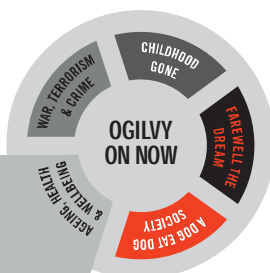 OGILVY
ON NOW
CHILDHOOD
GONE
FAREWELL THE
DREAM
A DOG EAT DOG
SOCIETY
AGEING, HEALTH
& WELLBEING
WAR, TERRORISM
& CRIME